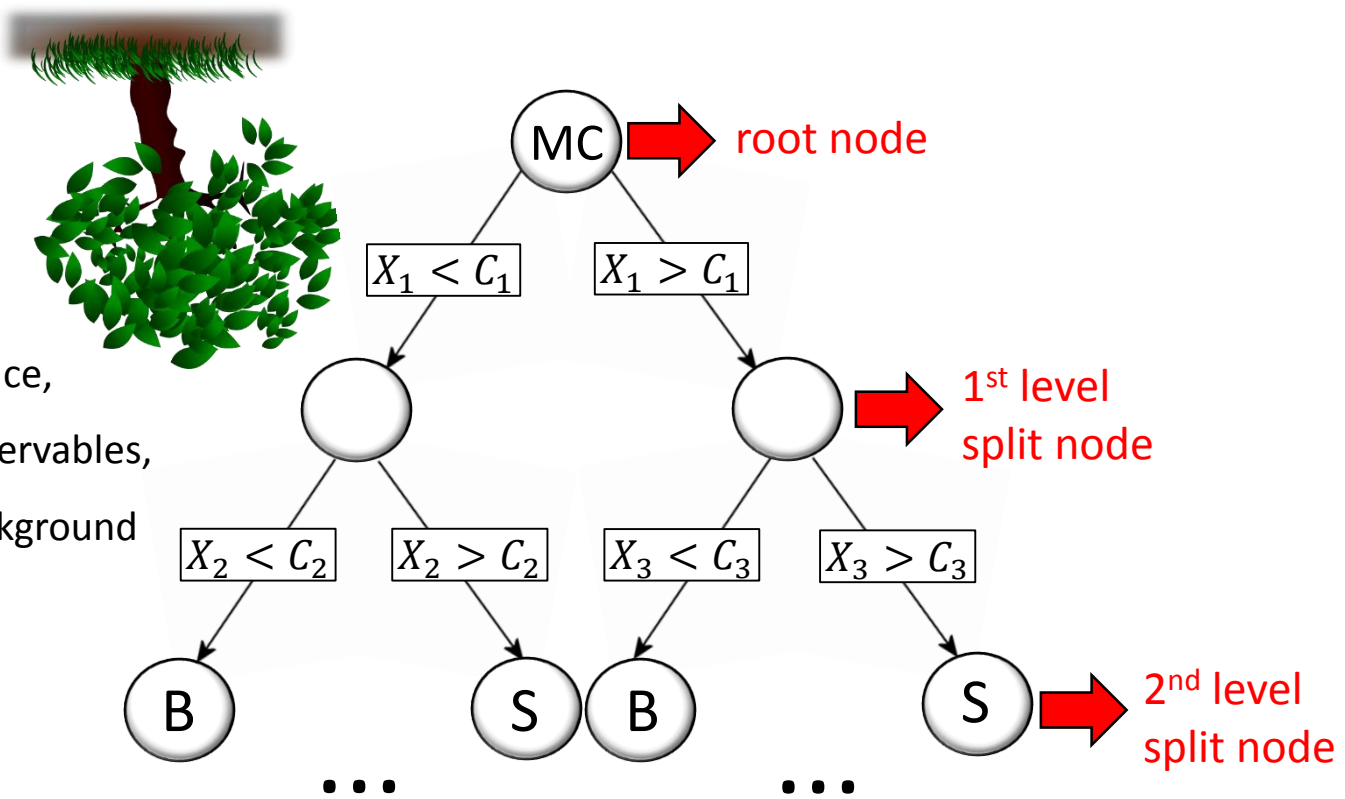 MC
root node
X₁ < C₁
X₁ > C₁
ce,
ervables,
kground
1st level
split node
X₂ < C₂
X₂ > C₂
X₃ < C₃
X₃ > C₃
B
S
B
S
2nd level
split node
...
...